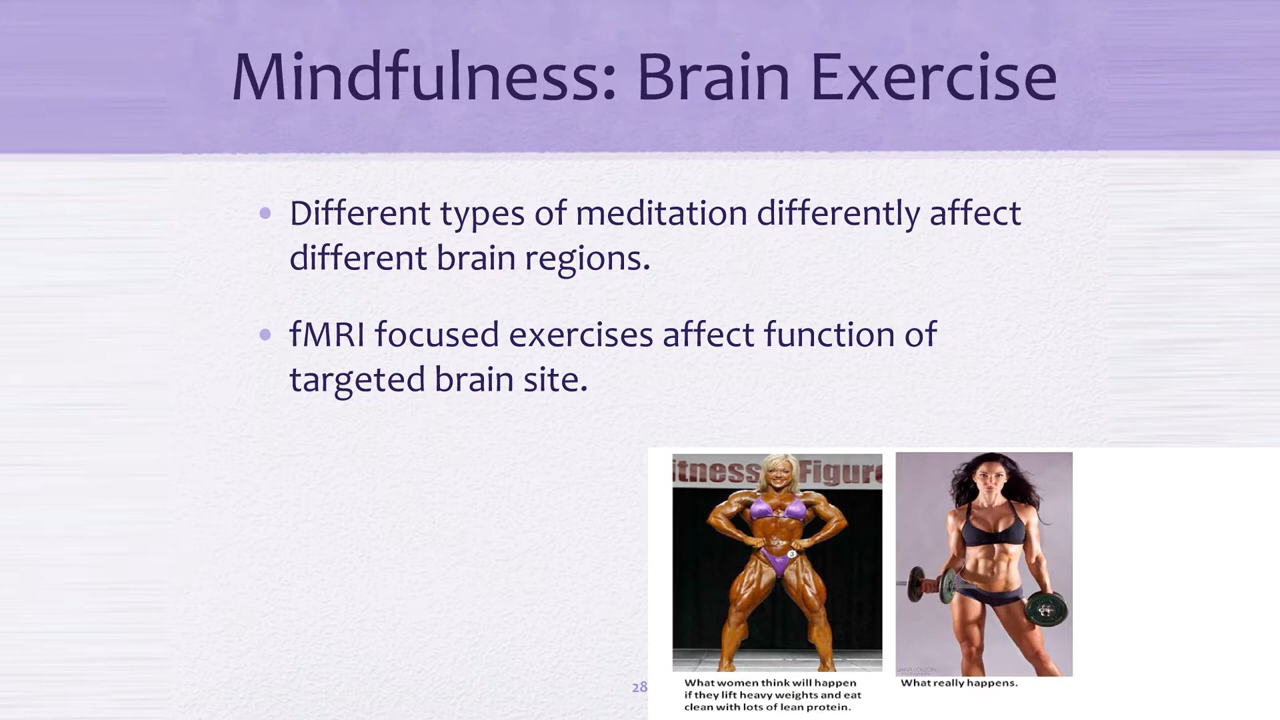 Mindfulness: Brain Exercise
• Different types of meditation differently affect
different brain regions.
• fMRI focused exercises affect function of
targeted brain site.
itness Figure
3
What women think will happen
if they lift heavy weights and eat
clean with lots of lean protein.
What really happens.
28